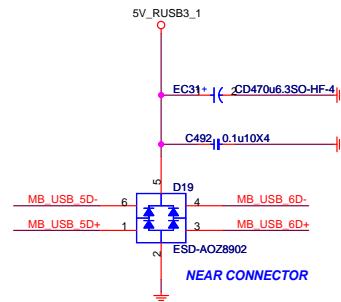 5V_RUSB3_1
EC31 1+ 2 CD470u6.3SO-HF-4
C492 0.1u10X4
5
D19
MB_USB_5D- 6 4 MB_USB_6D-
MB_USB_5D+ 1 3 MB_USB_6D+
2 ESD-AOZ8902
NEAR CONNECTOR